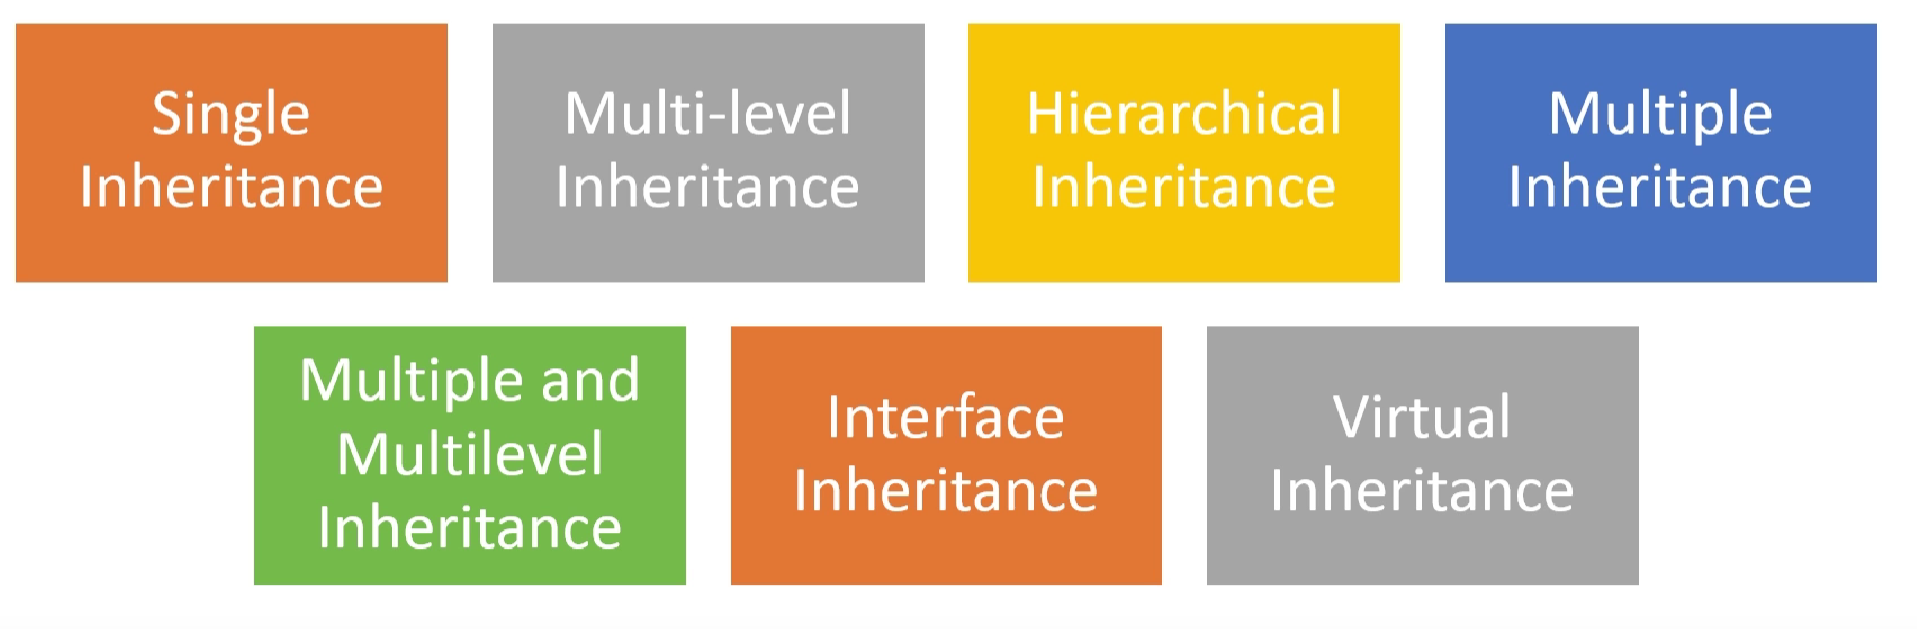 Single
Inheritance
Multi-level
Inheritance
Hierarchical
Inheritance
Multiple
Inheritance
Multiple and
Multilevel
Inheritance
Interface
Inheritance
Virtual
Inheritance